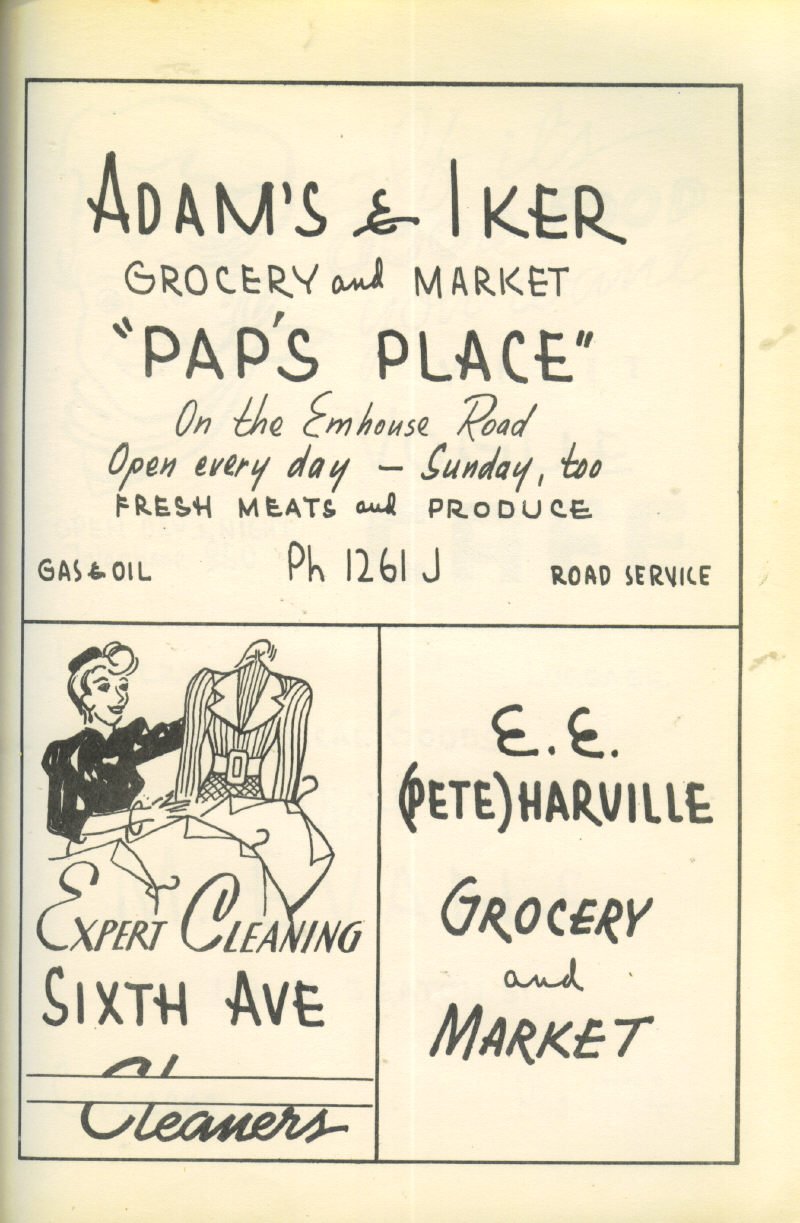 ADAM'S & IKER
GROCERY and MARKET
"PAP'S PLACE"
On the Emhouse Road
Open every day — Sunday, too
FRESH MEATS and PRODUCE
GAS & OIL Ph 1261 J ROAD SERVICE
EXPERT CLEANING
SIXTH AVE
Cleaners
E. E.
(PETE) HARVILLE
GROCERY
and
MARKET